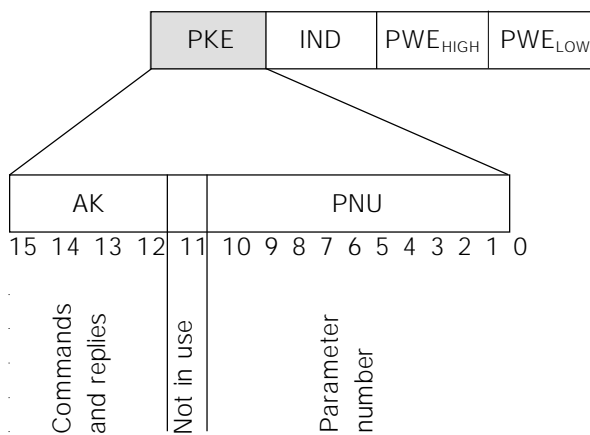 PKE IND PWEHIGH PWELOW
AK PNU
15 14 13 12 11 10 9 8 7 6 5 4 3 2 1 0
Commands
and replies
Not in use
Parameter
number